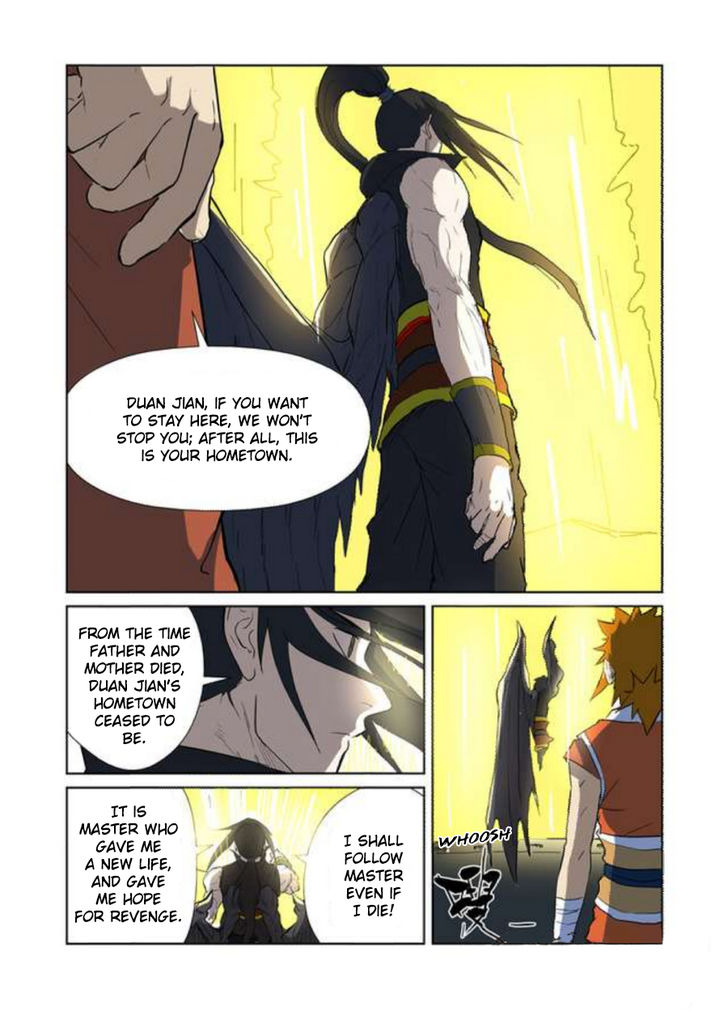 DUAN JIAN, IF YOU WANT
TO STAY HERE, WE WON'T
STOP YOU; AFTER ALL, THIS
IS YOUR HOMETOWN.
FROM THE TIME
FATHER AND
MOTHER DIED,
DUAN JIAN'S
HOMETOWN
CEASED TO
BE.
WHOOSH
IT IS
MASTER WHO
GAVE ME
A NEW LIFE,
AND GAVE
ME HOPE
FOR REVENGE.
I SHALL
FOLLOW
MASTER
EVEN IF
I DIE!